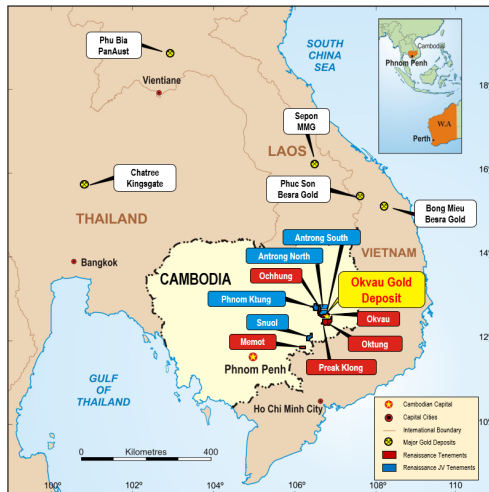 Phu Bia
PanAust
Vientiane
SOUTH
CHINA
SEA
Cambodia
Phnom Penh
W.A
Perth
18°
Sepon
MMG
LAOS
Chatree
Kingsgate
Phuc Son
Besra Gold
16°
Bong Mieu
Besra Gold
THAILAND
Antrong South
VIETNAM
Antrong North
Bangkok
CAMBODIA
Ochhung
Okvau Gold
Deposit
14°
Phnom Ktung
Okvau
Snuol
12°
Memot
Oktung
Phnom Penh
Preak Klong
GULF
OF
THAILAND
Ho Chi Minh City
10°
Cambodian Capital
Capital Cities
International Boundary
Major Gold Deposits
Renaissance Tenements
Renaissance JV Tenements
0 Kilometres 400
100°
102°
104°
106°
108°
110